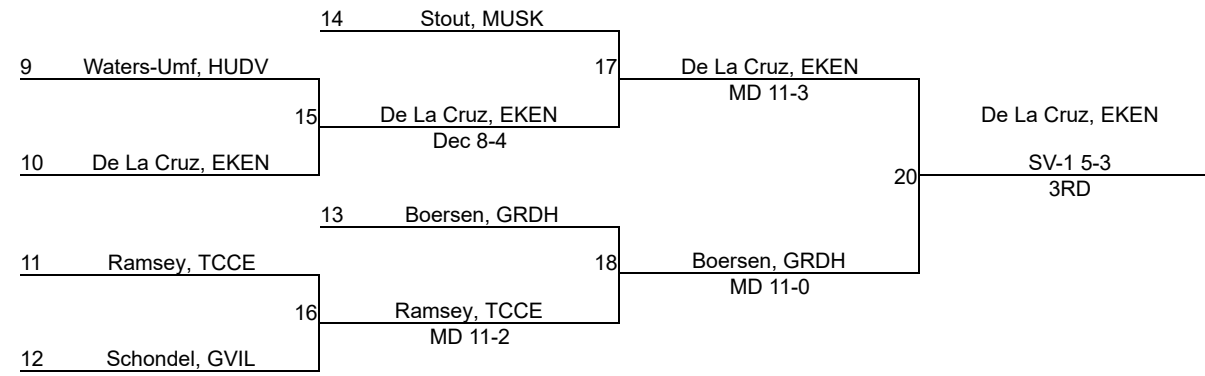 14 Stout, MUSK
9 Waters-Umf, HUDV
17 De La Cruz, EKEN
MD 11-3
15 De La Cruz, EKEN
Dec 8-4
De La Cruz, EKEN
10 De La Cruz, EKEN
20 SV-1 5-3
3RD
13 Boersen, GRDH
11 Ramsey, TCCE
18 Boersen, GRDH
MD 11-0
16 Ramsey, TCCE
MD 11-2
12 Schondel, GVIL